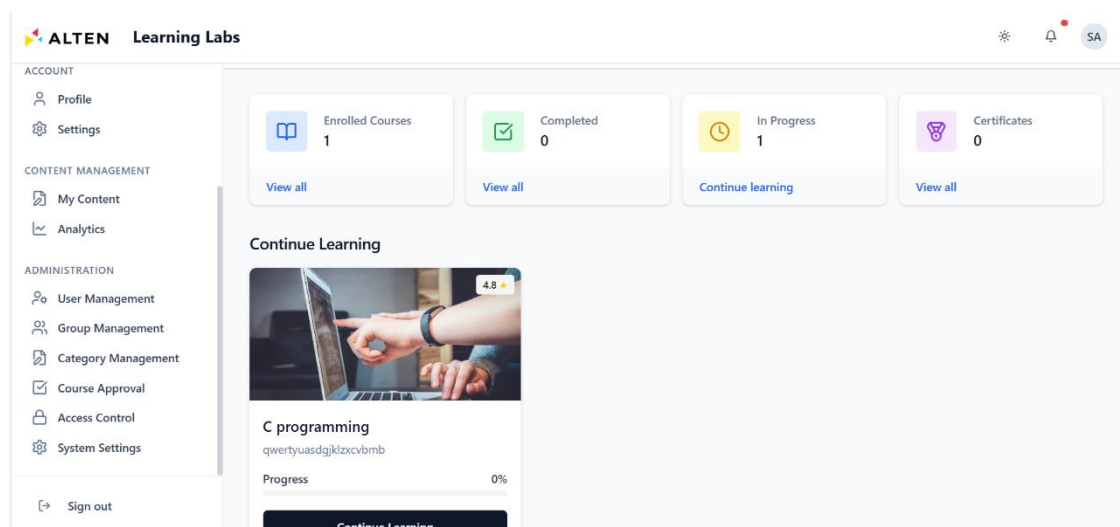 ALTEN Learning Labs
SA
ACCOUNT
Profile
Settings
CONTENT MANAGEMENT
My Content
Analytics
ADMINISTRATION
User Management
Group Management
Category Management
Course Approval
Access Control
System Settings
Sign out
Enrolled Courses
1
View all
Completed
0
View all
In Progress
1
Continue learning
Certificates
0
View all
Continue Learning
4.8
C programming
qwertyuasdgjklzxcvbmb
Progress 0%
Continue Learning